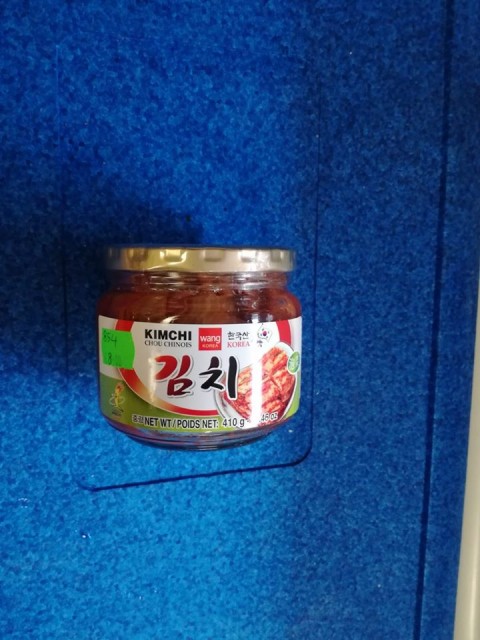 KIMCHI
CHOU CHINOIS
wang
KOREA
한국산
KOREA
김치
NET WT/POIDS NET: 410 g